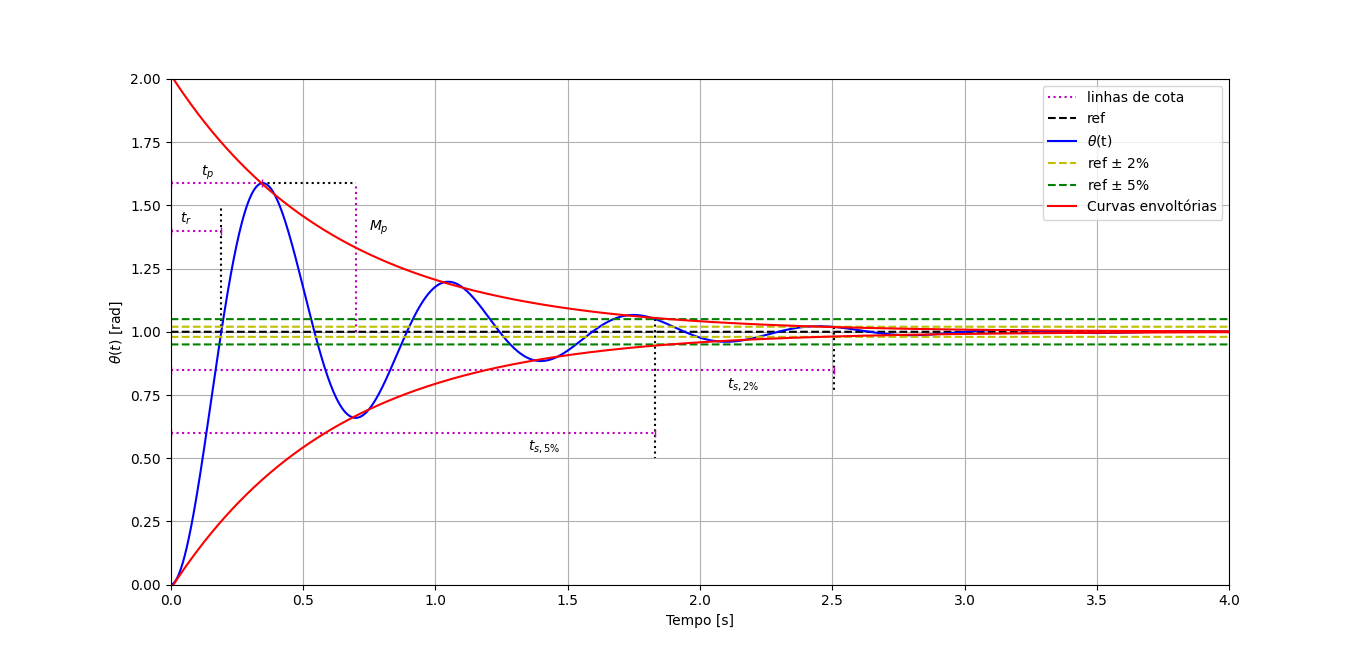 2.00
1.75
1.50
1.25
1.00
0.75
0.50
0.25
0.00
θ(t) [rad]
t_p
t_r
M_p
t_{s,2%}
t_{s,5%}
linhas de cota
ref
θ(t)
ref ± 2%
ref ± 5%
Curvas envoltórias
0.0 0.5 1.0 1.5 2.0 2.5 3.0 3.5 4.0
Tempo [s]